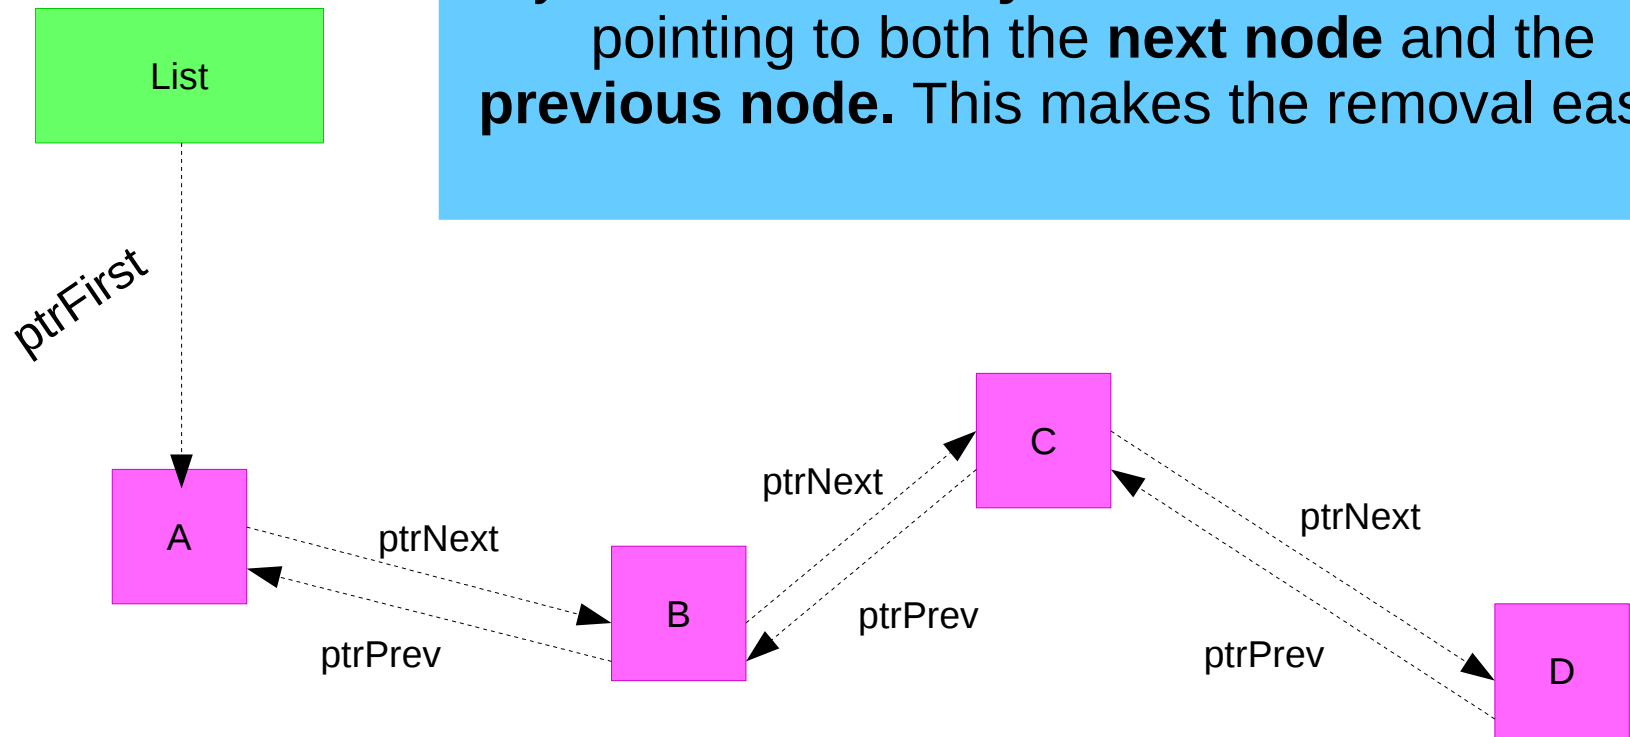 List
pointing to both the next node and the
previous node. This makes the removal
ptrFirst
C
ptrNext
ptrNext
A
ptrNext
B
ptrPrev
ptrPrev
ptrPrev
D